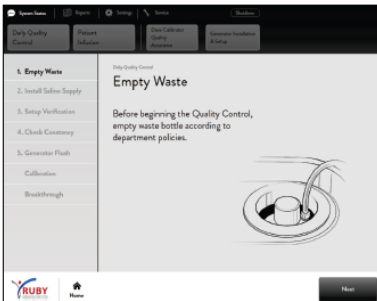 System Status
Reports
Settings
Service
Shutdown
Daily Quality
Control
Patient
Infusion
Dose Calibrator
Quality
Assurance
Generator Installation
& Setup
1. Empty Waste
2. Install Saline Supply
3. Setup Verification
4. Check Constancy
5. Generator Flush
Calibration
Breakthrough
Daily Quality Control
Empty Waste
Before beginning the Quality Control,
empty waste bottle according to
department policies.
RUBY
Home
Next